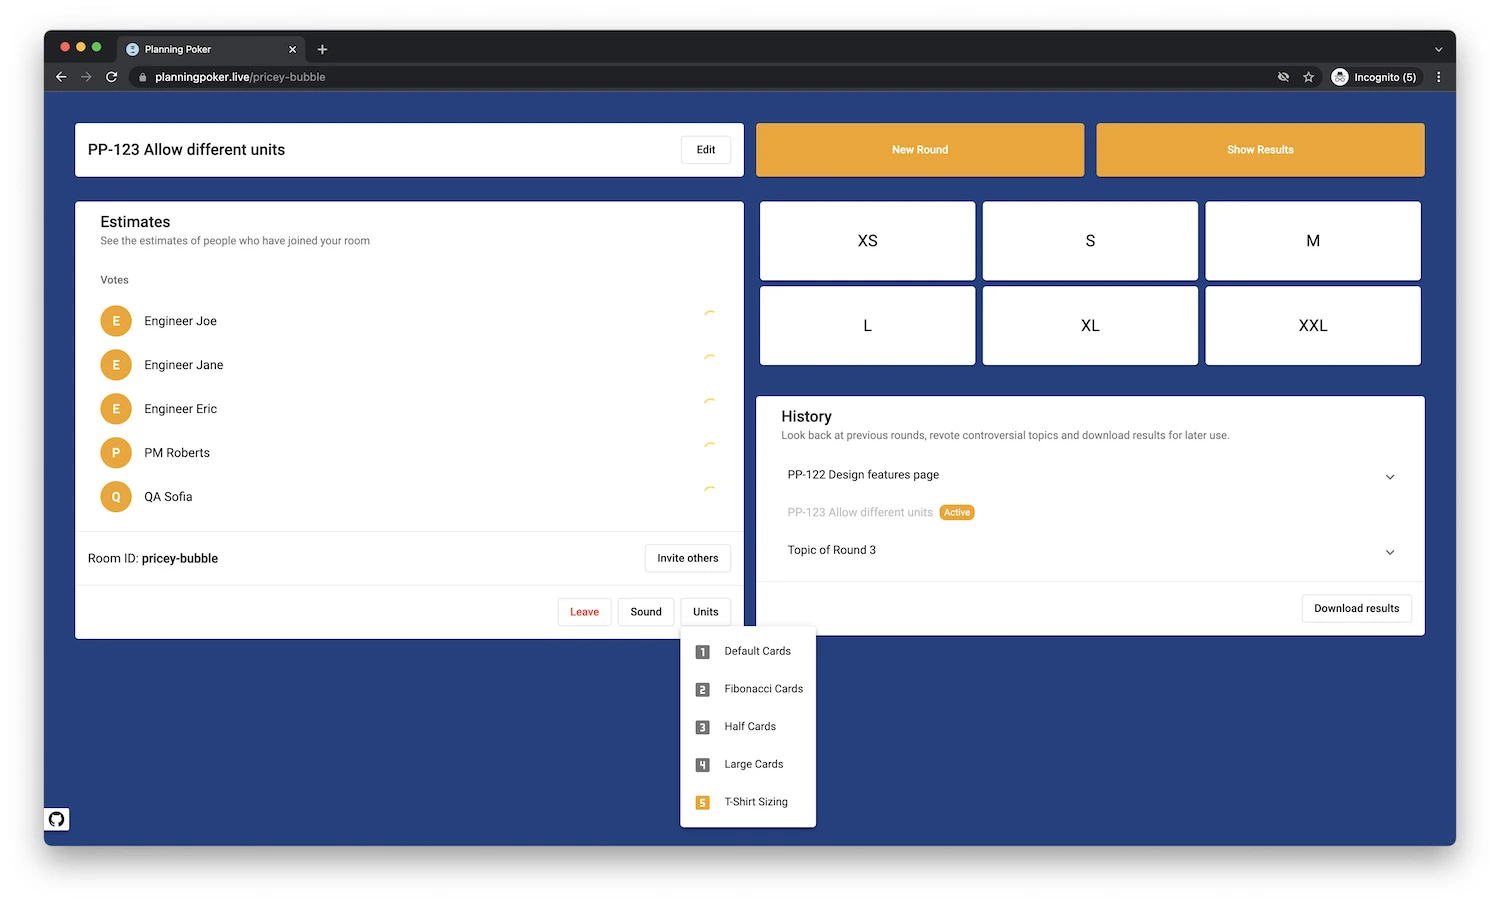 Planning Poker
planningpoker.live/pricey-bubble
Incognito (5)
PP-123 Allow different units
Edit
New Round
Show Results
Estimates
See the estimates of people who have joined your room
Votes
E Engineer Joe
E Engineer Jane
E Engineer Eric
P PM Roberts
Q QA Sofia
Room ID: pricey-bubble
Invite others
Leave
Sound
Units
1 Default Cards
2 Fibonacci Cards
3 Half Cards
4 Large Cards
5 T-Shirt Sizing
XS
S
M
L
XL
XXL
History
Look back at previous rounds, revote controversial topics and download results for later use.
PP-122 Design features page
PP-123 Allow different units Active
Topic of Round 3
Download results